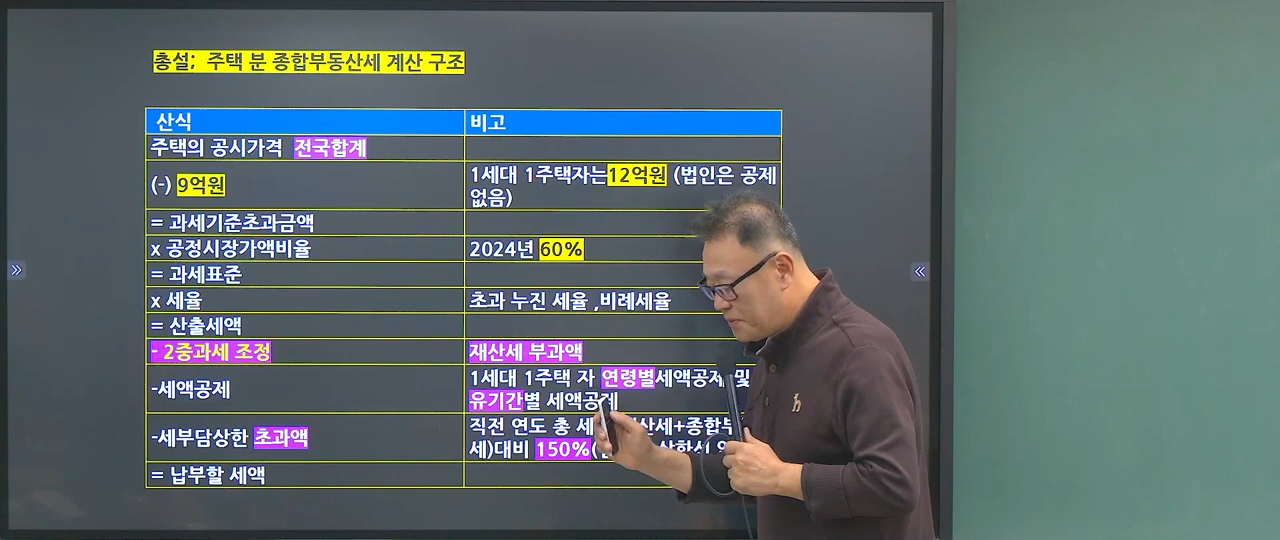 총설; 주택 분 종합부동산세 계산 구조
산식
비고
주택의 공시가격 전국합계
(-) 9억원
1세대 1주택자는12억원 (법인은 공제
없음)
= 과세기준초과금액
x 공정시장가액비율
2024년 60%
= 과세표준
x 세율
초과 누진 세율 ,비례세율
= 산출세액
- 2중과세 조정
재산세 부과액
-세액공제
1세대 1주택 자 연령별세액공제 및
유기간별 세액공제
-세부담상한 초과액
직전 연도 총 세
산세+종합부
세)대비 150%(
= 납부할 세액